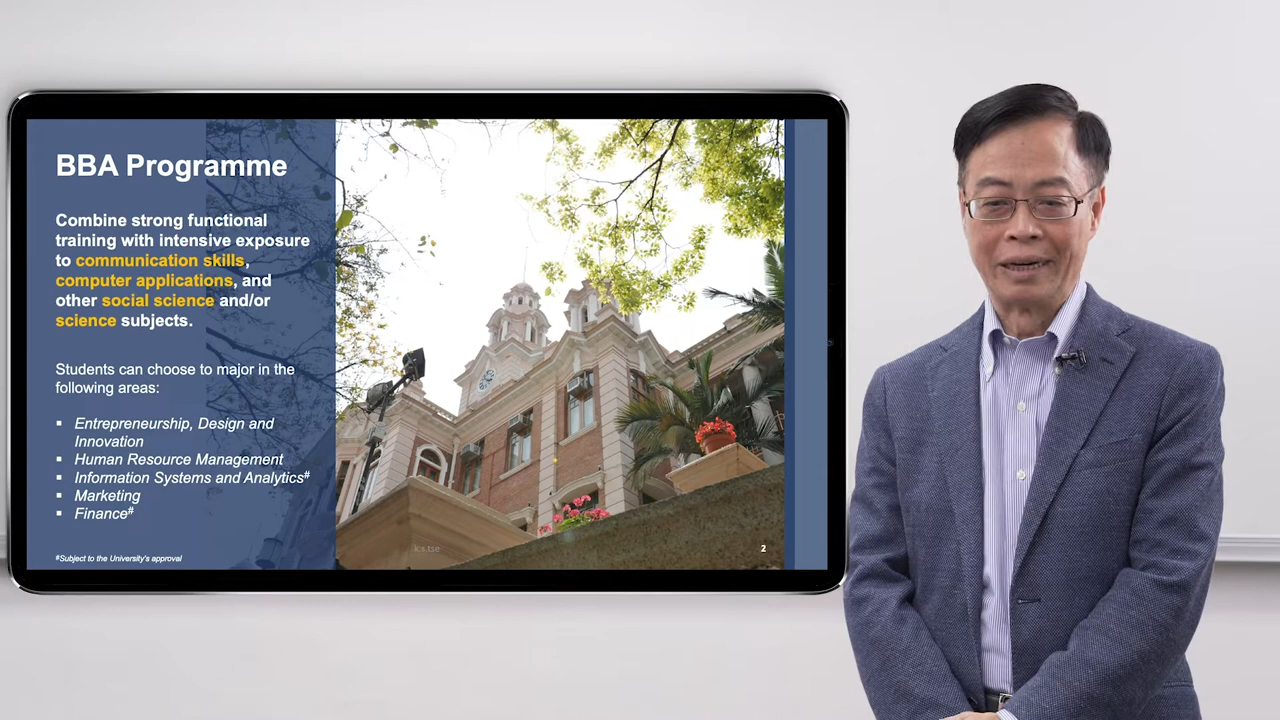 BBA Programme
Combine strong functional
training with intensive exposure
to communication skills,
computer applications, and
other social science and/or
science subjects.
Students can choose to major in the
following areas:
▪ Entrepreneurship, Design and
Innovation
▪ Human Resource Management
▪ Information Systems and Analytics#
▪ Marketing
▪ Finance#
#Subject to the University's approval
k.s.tse
2